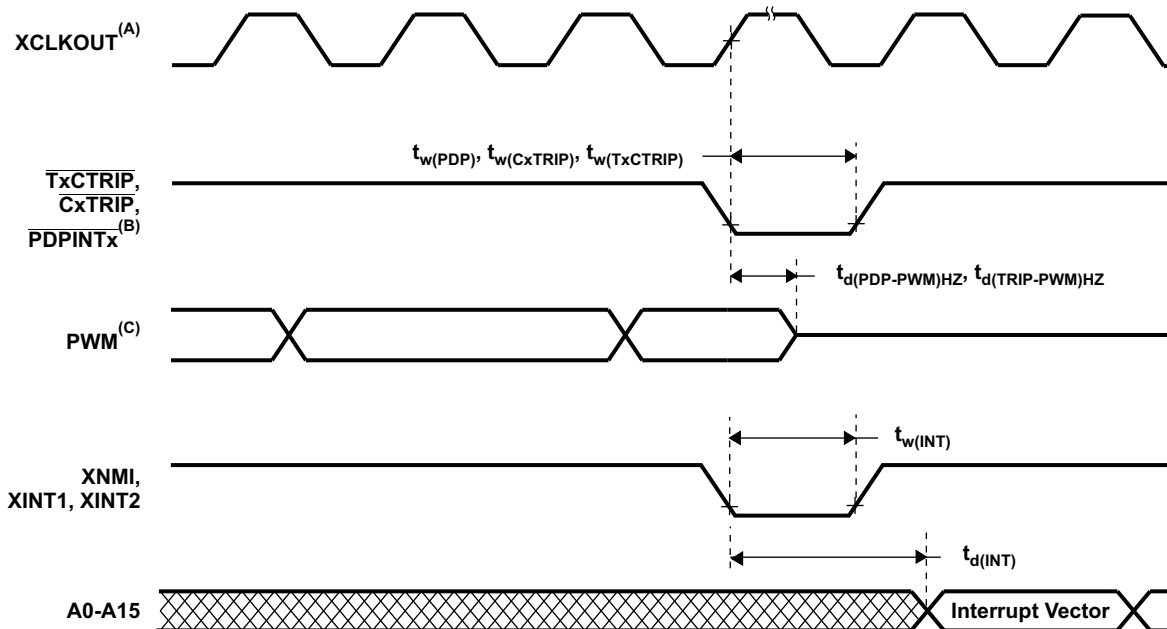 XCLKOUT(A)
tw(PDP), tw(CxTRIP), tw(TxCTRIP)
TxCTRIP,
CxTRIP,
PDPINTx(B)
td(PDP-PWM)HZ, td(TRIP-PWM)HZ
PWM(C)
tw(INT)
XNMI,
XINT1, XINT2
td(INT)
A0-A15
Interrupt Vector